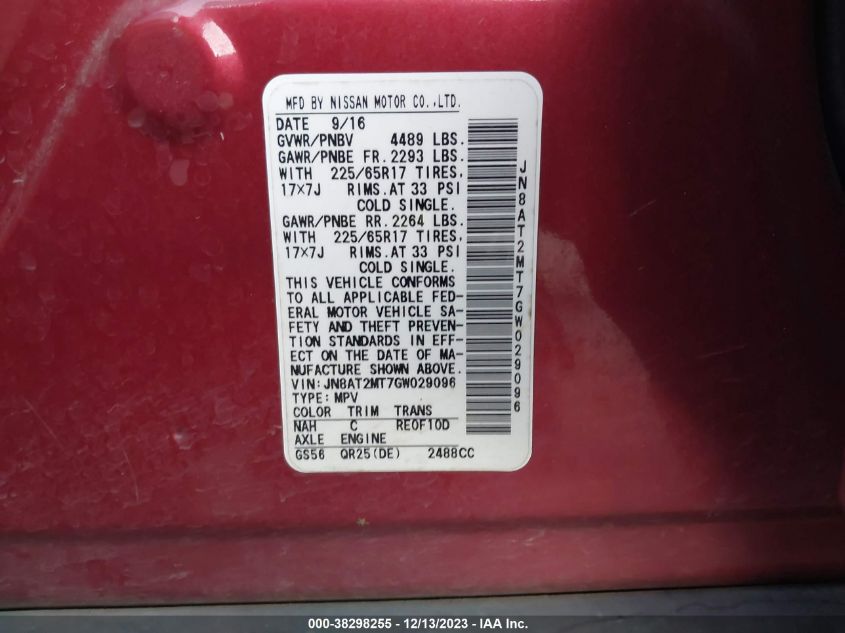 MFD BY NISSAN MOTOR CO.,LTD.
DATE 9/16
GVWR/PNBV 4489 LBS.
GAWR/PNBE FR. 2293 LBS.
WITH 225/65R17 TIRES,
17×7J RIMS.AT 33 PSI
COLD SINGLE.
GAWR/PNBE RR. 2264 LBS.
WITH 225/65R17 TIRES,
17×7J RIMS.AT 33 PSI
COLD SINGLE.
THIS VEHICLE CONFORMS
TO ALL APPLICABLE FED-
ERAL MOTOR VEHICLE SA-
FETY AND THEFT PREVEN-
TION STANDARDS IN EFF-
ECT ON THE DATE OF MA-
NUFACTURE SHOWN ABOVE.
VIN:JN8AT2MT7GW029096
TYPE:MPV
COLOR TRIM TRANS
NAH C RE0F10D
AXLE ENGINE
GS56 QR25(DE) 2488CC
JN8AT2MT7GW029096
000-38298255 - 12/13/2023 - IAA Inc.